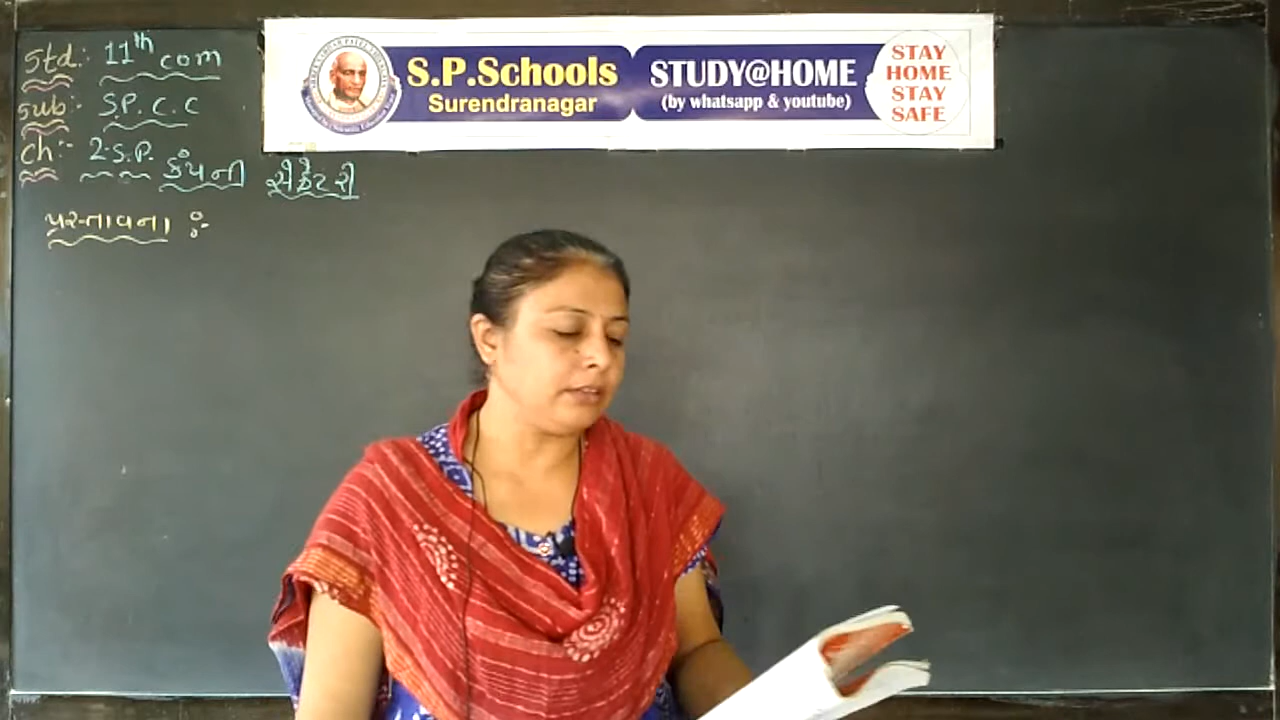 Std:- 11th com
Sub:- S.P.C.C
Ch:- 2 S.P. કંપની સેક્રેટરી
પ્રસ્તાવના :-
S.P.Schools
Surendranagar
STUDY@HOME
(by whatsapp & youtube)
STAY
HOME
STAY
SAFE